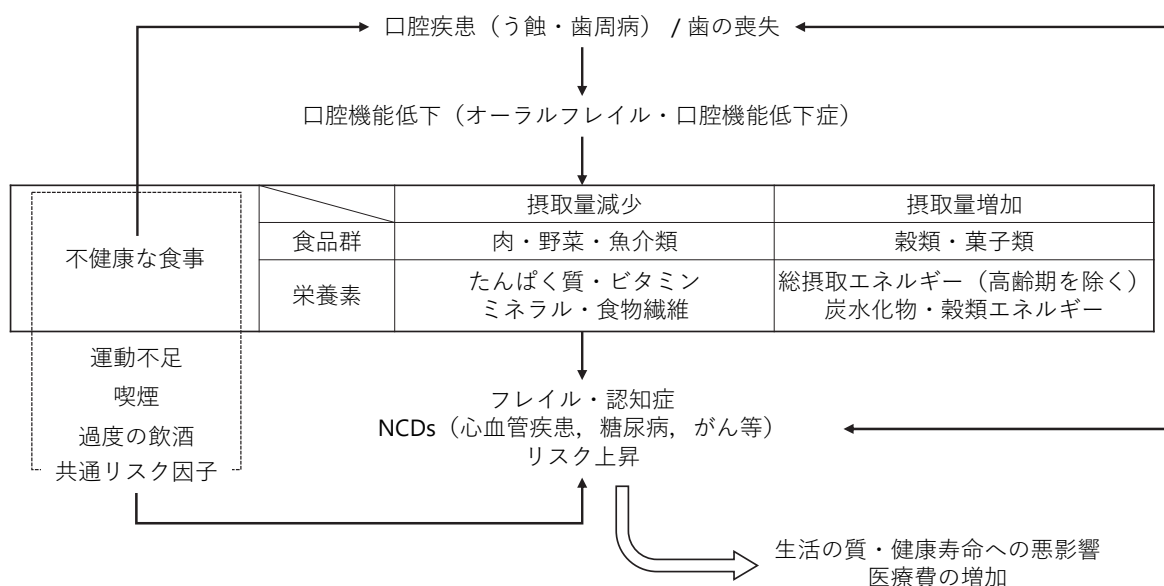 口腔疾患（う蝕・歯周病）/ 歯の喪失
口腔機能低下（オーラルフレイル・口腔機能低下症）
摂取量減少 摂取量増加
不健康な食事
食品群 肉・野菜・魚介類 穀類・菓子類
栄養素 たんぱく質・ビタミン
ミネラル・食物繊維
総摂取エネルギー（高齢期を除く）
炭水化物・穀類エネルギー
運動不足
喫煙
過度の飲酒
共通リスク因子
フレイル・認知症
NCDs（心血管疾患，糖尿病，がん等）
リスク上昇
生活の質・健康寿命への悪影響
医療費の増加